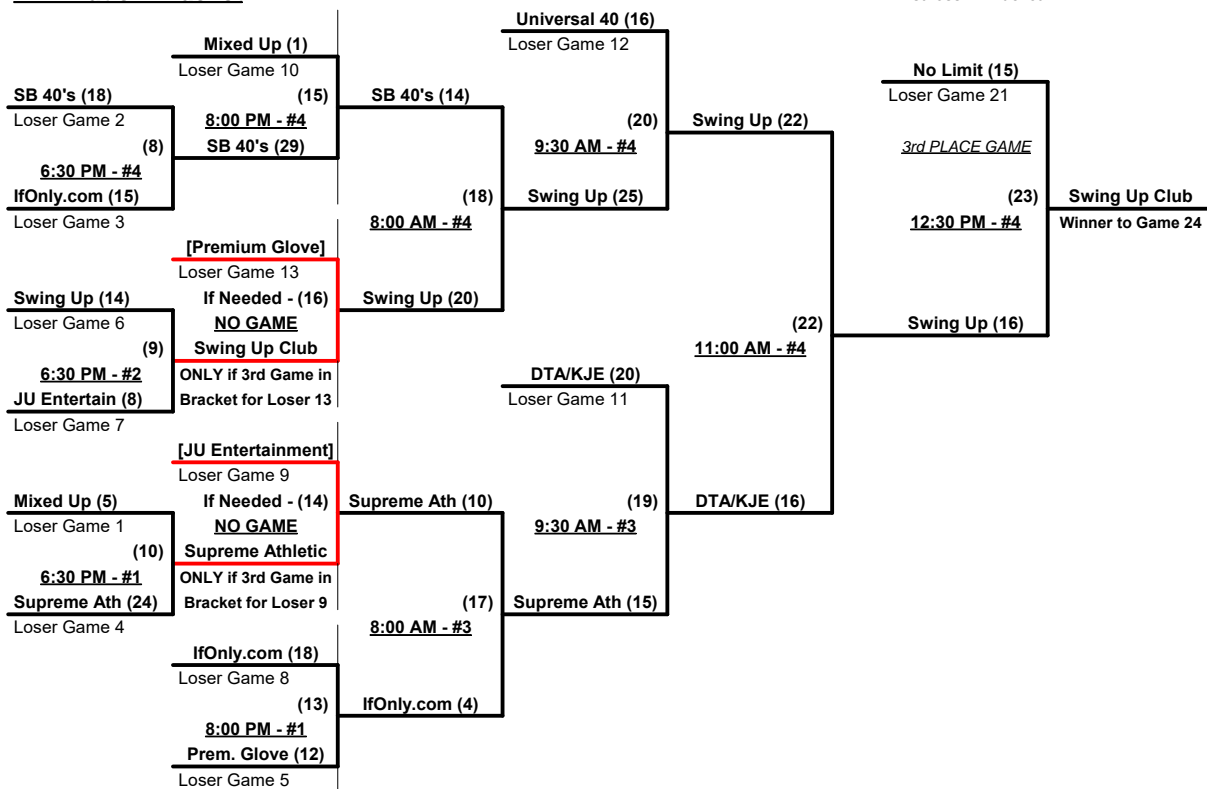 Universal 40 (16)
Loser Game 12
Mixed Up (1)
Loser Game 10
No Limit (15)
Loser Game 21
SB 40's (18)
Loser Game 2
(15)
8:00 PM - #4
SB 40's (14)
(20)
9:30 AM - #4
Swing Up (22)
(8)
6:30 PM - #4
SB 40's (29)
3rd PLACE GAME
IfOnly.com (15)
Loser Game 3
(18)
8:00 AM - #4
Swing Up (25)
(23)
12:30 PM - #4
Swing Up Club
Winner to Game 24
[Premium Glove]
Loser Game 13
Swing Up (14)
Loser Game 6
If Needed - (16)
NO GAME
Swing Up (20)
(22)
11:00 AM - #4
Swing Up (16)
(9)
6:30 PM - #2
Swing Up Club
ONLY if 3rd Game in
Bracket for Loser 13
JU Entertain (8)
Loser Game 7
DTA/KJE (20)
Loser Game 11
[JU Entertainment]
Loser Game 9
Mixed Up (5)
Loser Game 1
If Needed - (14)
NO GAME
Supreme Ath (10)
(19)
9:30 AM - #3
DTA/KJE (16)
(10)
6:30 PM - #1
Supreme Athletic
ONLY if 3rd Game in
Bracket for Loser 9
Supreme Ath (24)
Loser Game 4
(17)
8:00 AM - #3
Supreme Ath (15)
IfOnly.com (18)
Loser Game 8
(13)
8:00 PM - #1
IfOnly.com (4)
Prem. Glove (12)
Loser Game 5